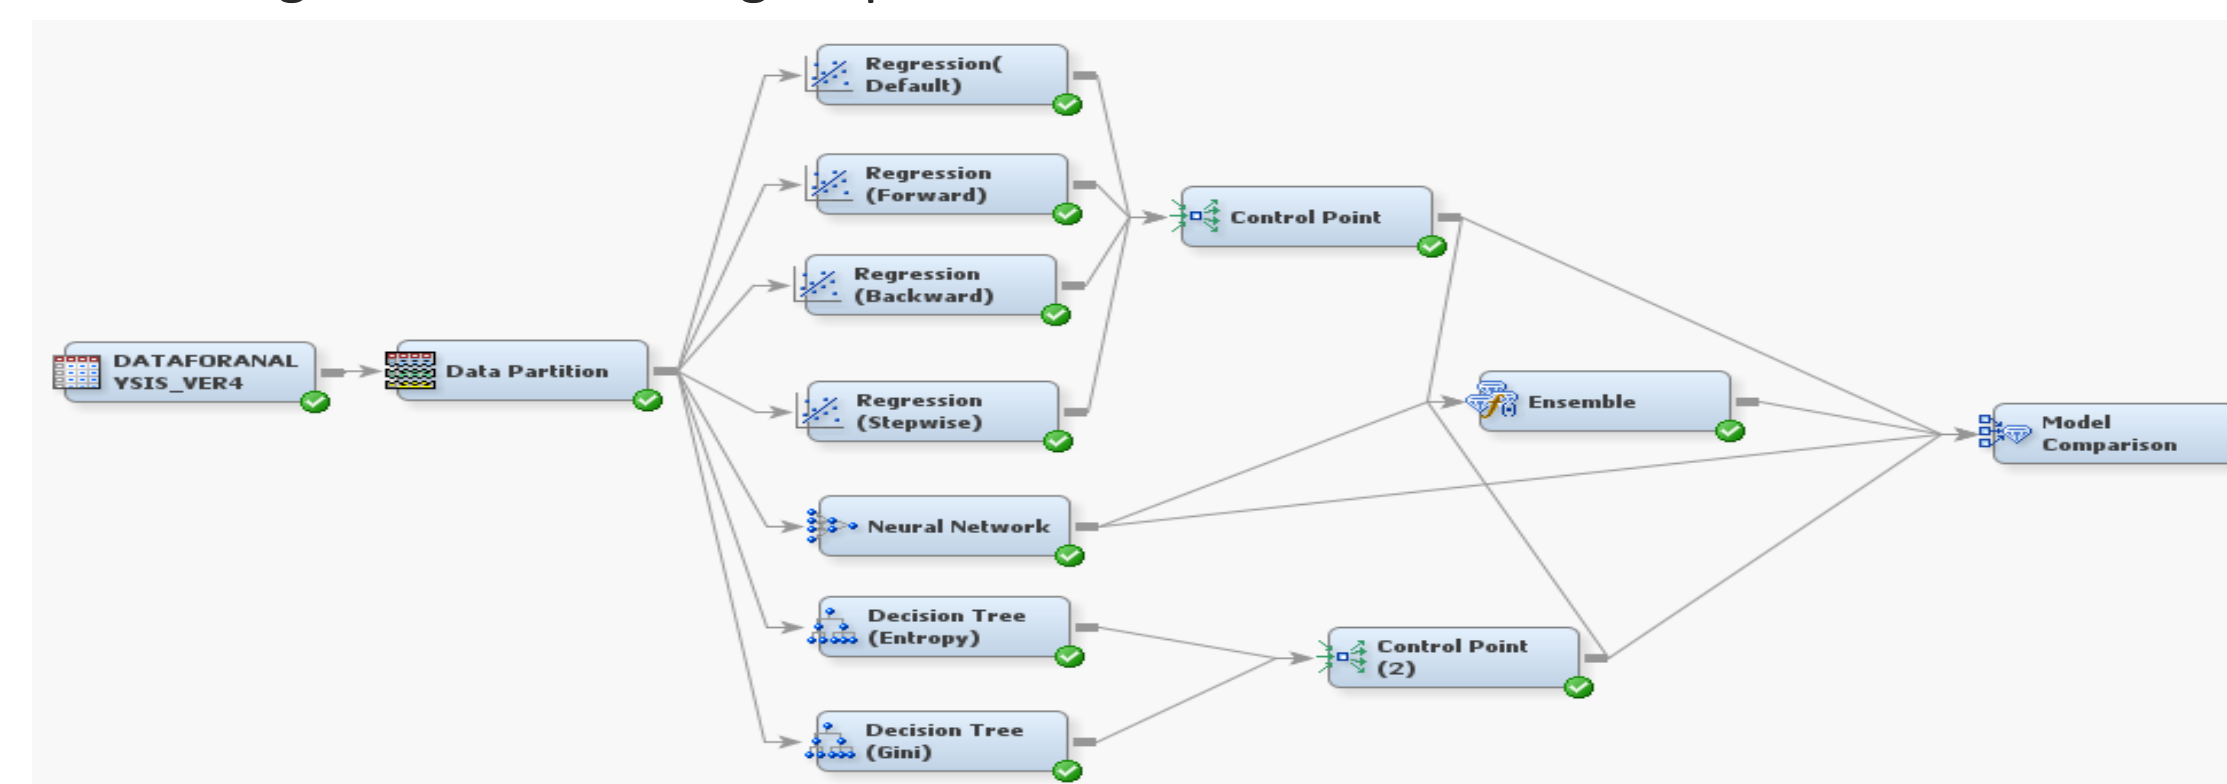 Regression(
Default)
Regression
(Forward)
Control Point
Regression
(Backward)
DATAFORANAL
YSIS_VER4
Data Partition
Regression
(Stepwise)
Ensemble
Model
Comparison
Neural Network
Decision Tree
(Entropy)
Control Point
(2)
Decision Tree
(Gini)